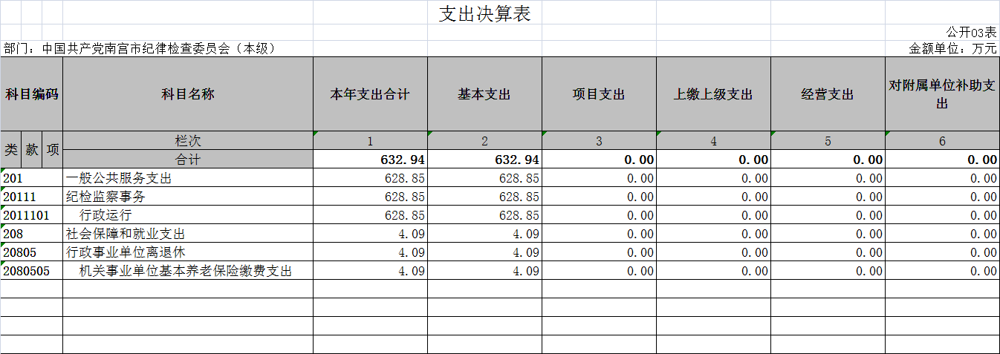 支出决算表
公开03表
部门：中国共产党南宫市纪律检查委员会（本级） 金额单位：万元
科目编码 科目名称 本年支出合计 基本支出 项目支出 上缴上级支出 经营支出 对附属单位补助支
出
类 款 项 栏次 1 2 3 4 5 6
合计 632.94 632.94 0.00 0.00 0.00 0.00
201 一般公共服务支出 628.85 628.85 0.00 0.00 0.00 0.00
20111 纪检监察事务 628.85 628.85 0.00 0.00 0.00 0.00
2011101 行政运行 628.85 628.85 0.00 0.00 0.00 0.00
208 社会保障和就业支出 4.09 4.09 0.00 0.00 0.00 0.00
20805 行政事业单位离退休 4.09 4.09 0.00 0.00 0.00 0.00
2080505 机关事业单位基本养老保险缴费支出 4.09 4.09 0.00 0.00 0.00 0.00